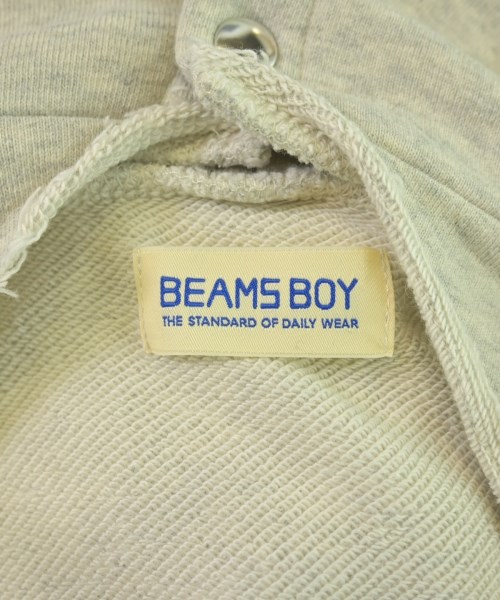 BEAMS BOY
THE STANDARD OF DAILY WEAR